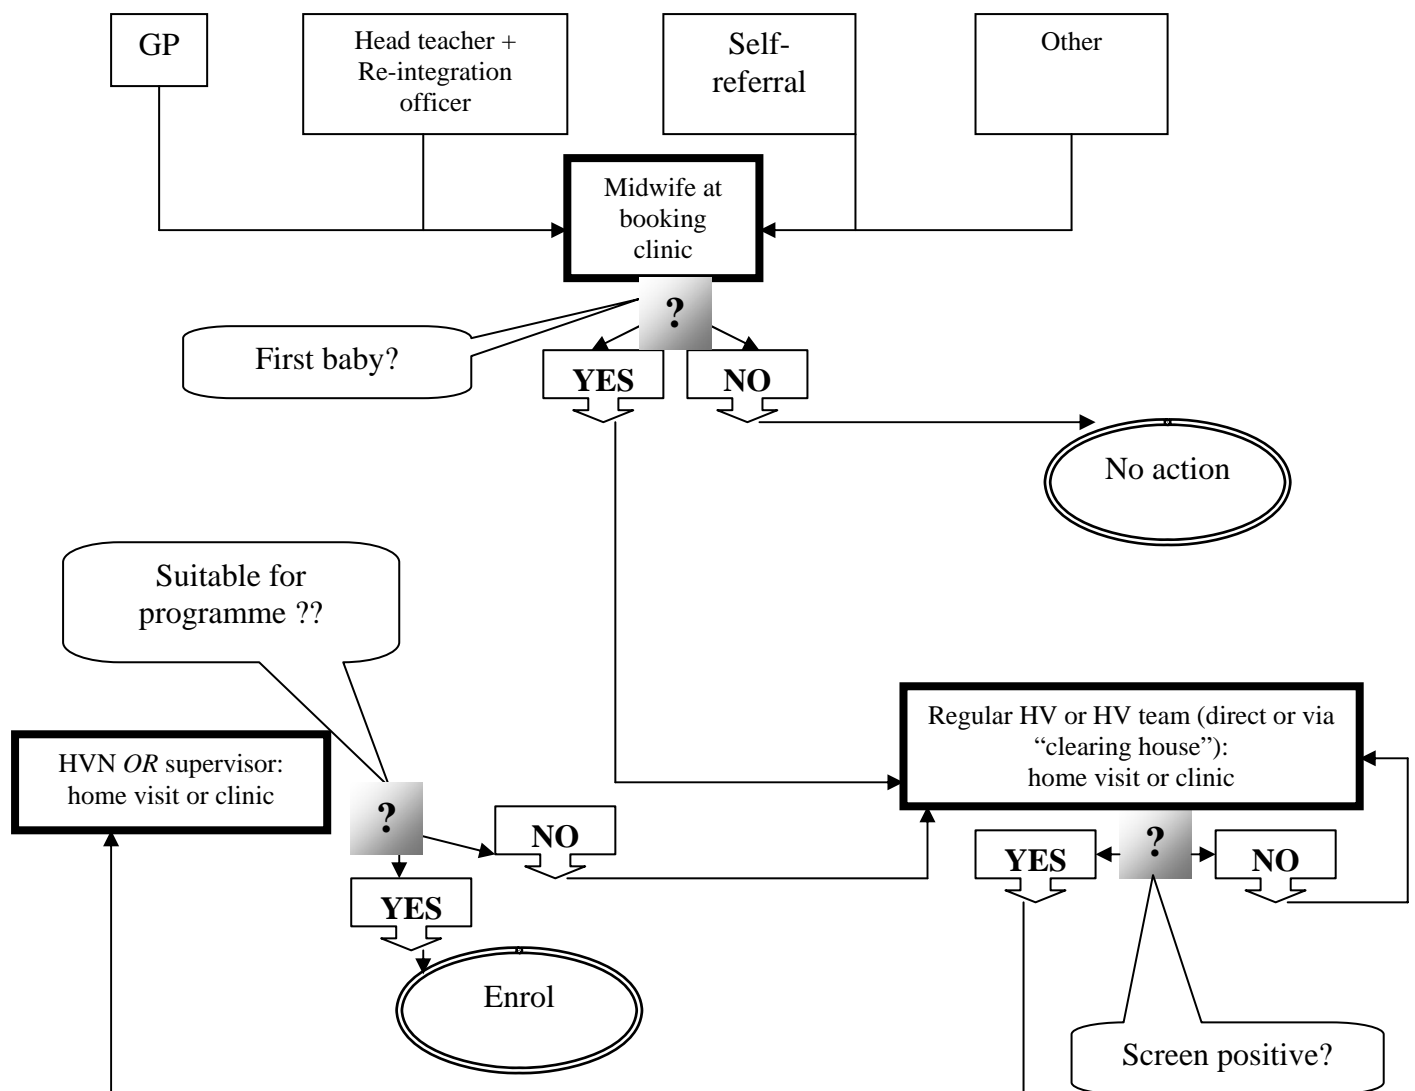 GP
Head teacher +
Re-integration
officer
Self-
referral
Other
Midwife at
booking
clinic
?
First baby?
YES
NO
No action
Suitable for
programme ??
HVN OR supervisor:
home visit or clinic
?
NO
YES
Enrol
Regular HV or HV team (direct or via
“clearing house”):
home visit or clinic
YES
?
NO
Screen positive?